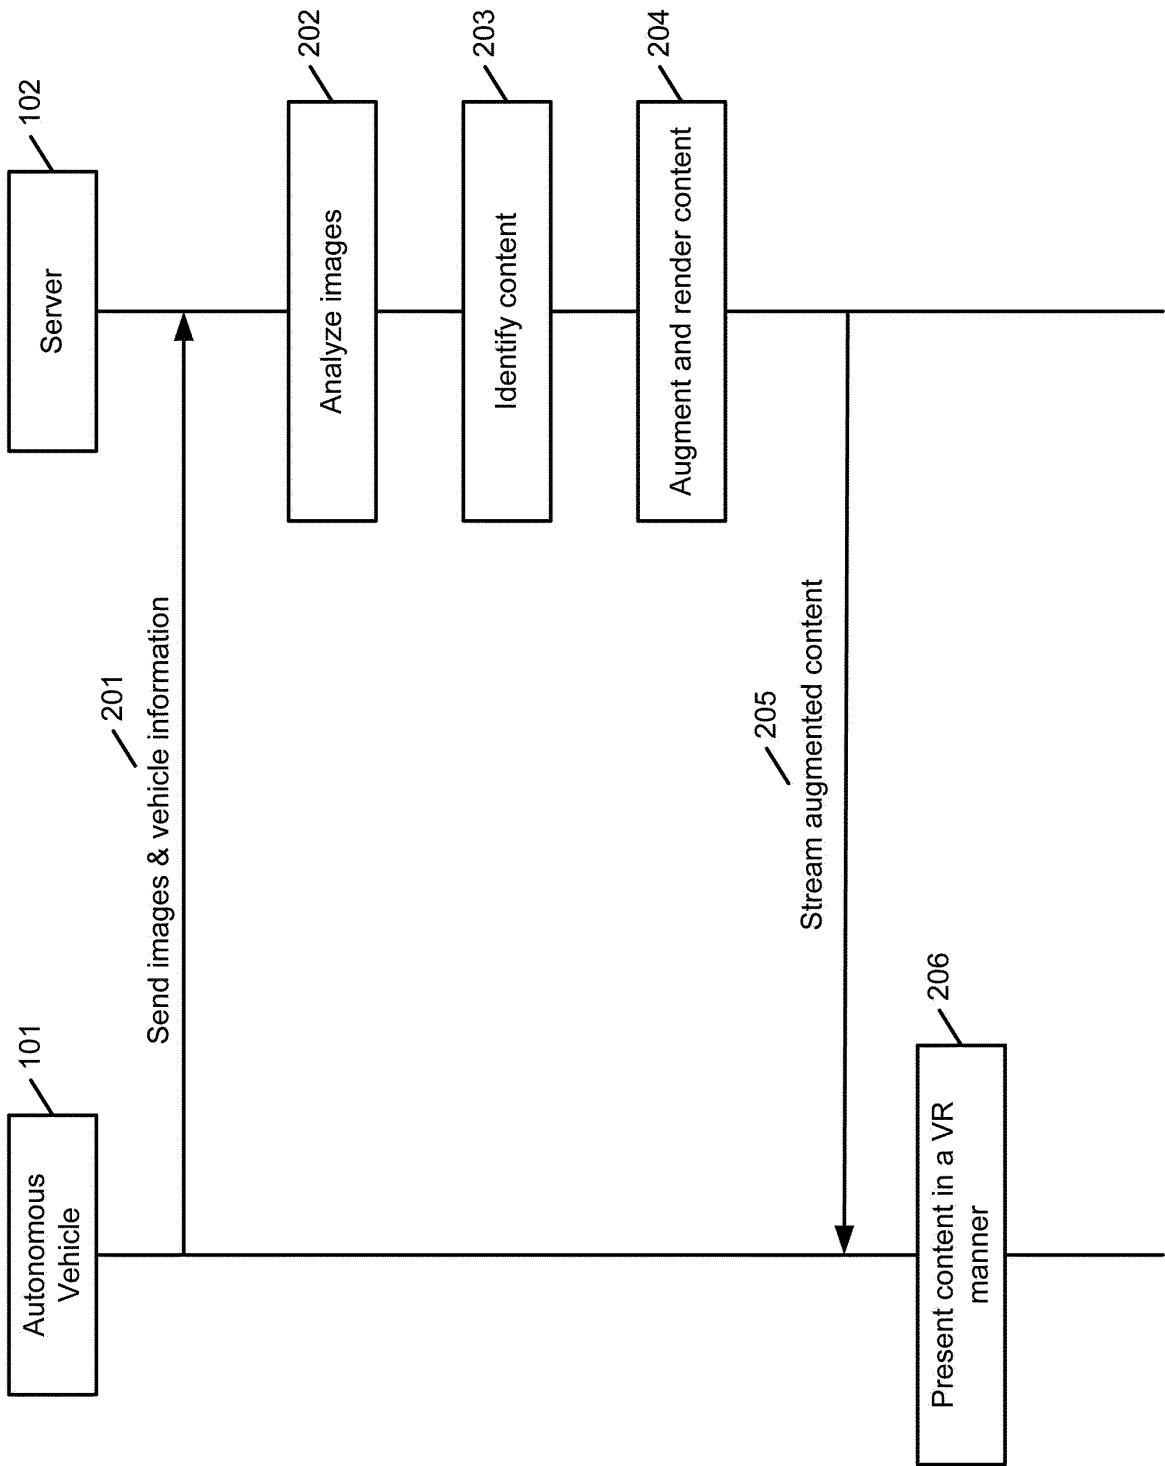 Autonomous
Vehicle
101
Server
102
201
Send images & vehicle information
Analyze images
202
Identify content
203
Augment and render content
204
205
Stream augmented content
Present content in a VR
manner
206